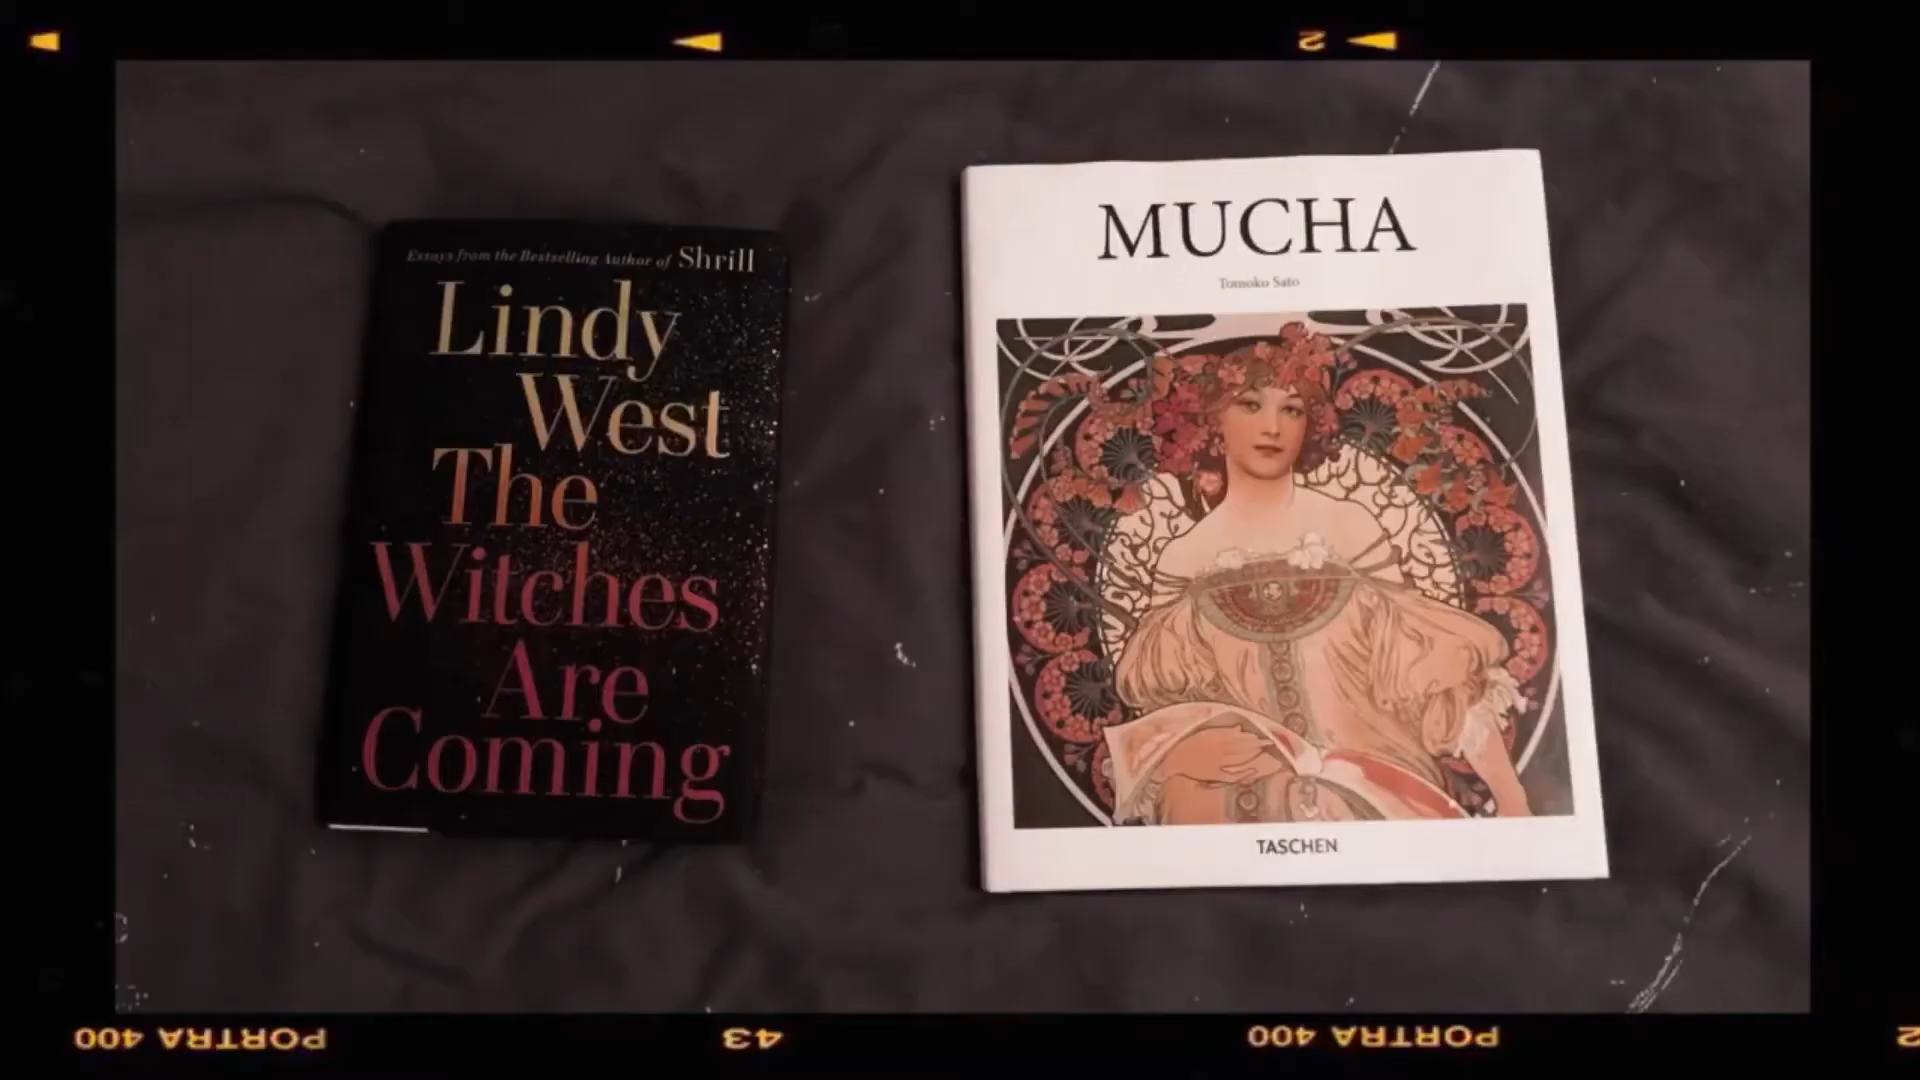 2
Essays from the Bestselling Author of Shrill
Lindy
West
The
Witches
Are
Coming
MUCHA
Tomoko Sato
TASCHEN
PORTRA 400
43
PORTRA 400
2